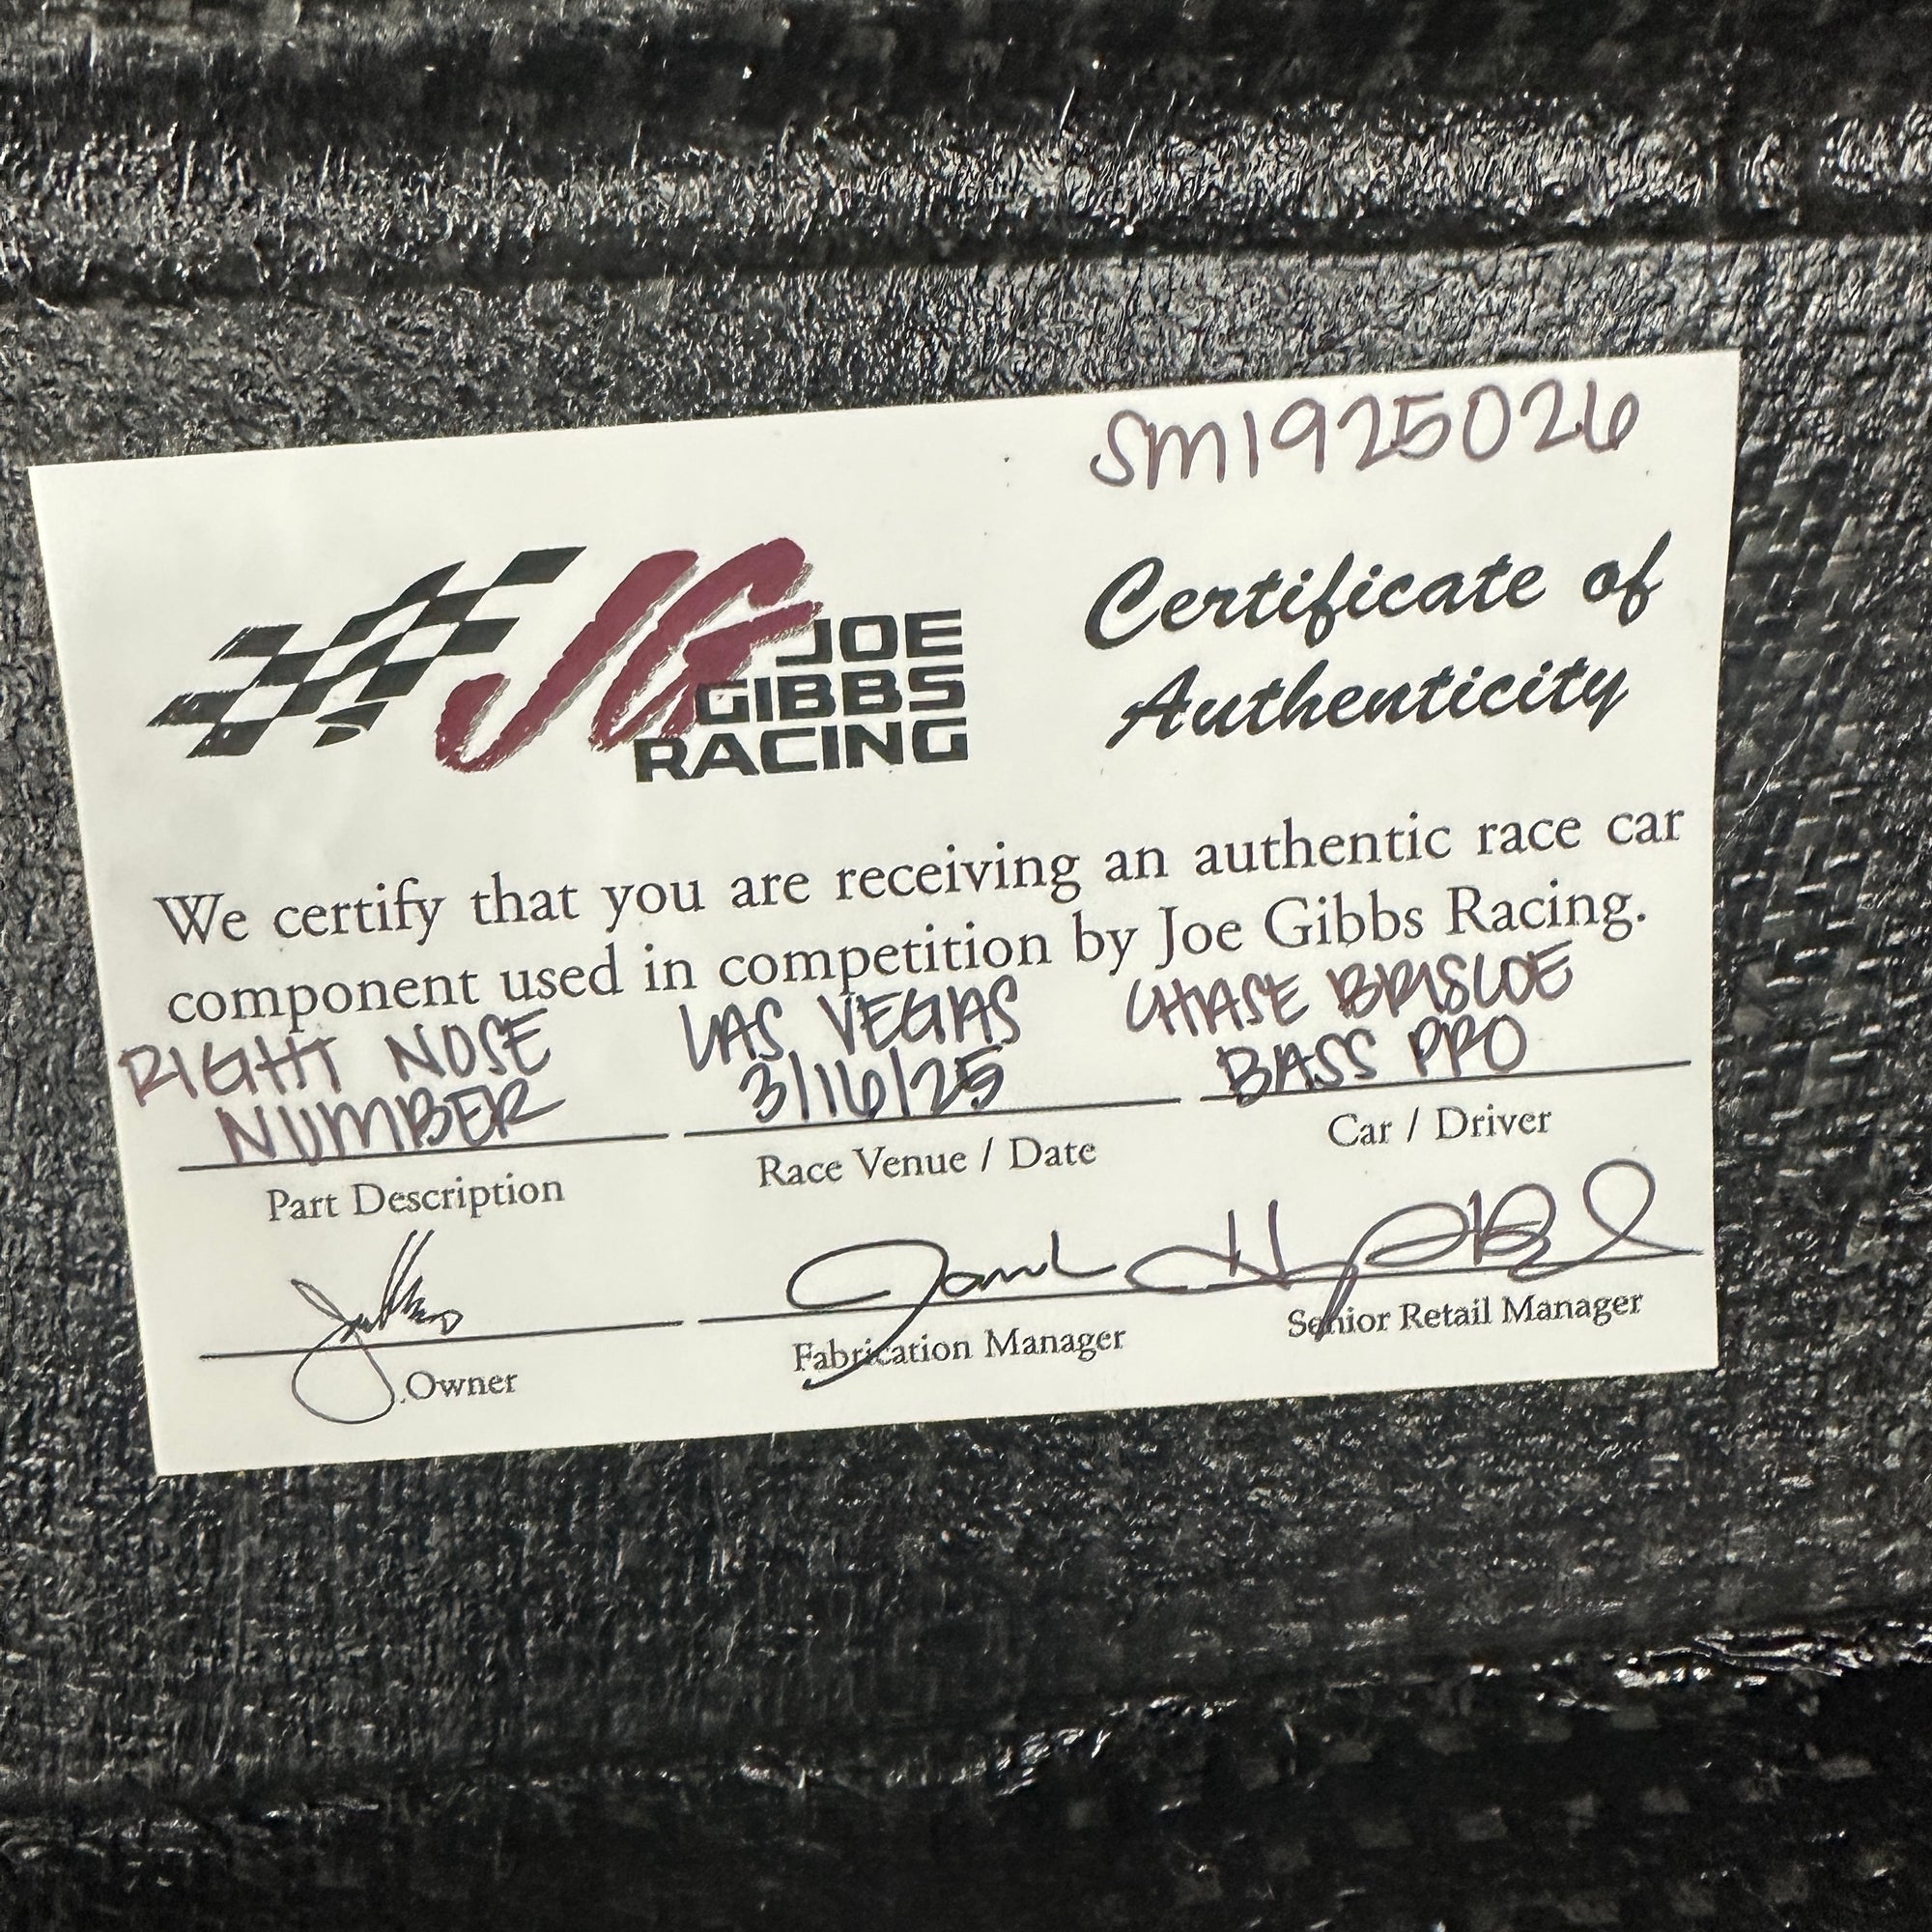 SM1925026
JG JOE
GIBBS
RACING
Certificate of
Authenticity
We certify that you are receiving an authentic race car
component used in competition by Joe Gibbs Racing.
RIGHT NOSE
NUMBER
Part Description
LAS VEGAS
3/16/25
Race Venue / Date
CHASE BRISCOE
BASS PRO
Car / Driver
Owner
Fabrication Manager
Senior Retail Manager